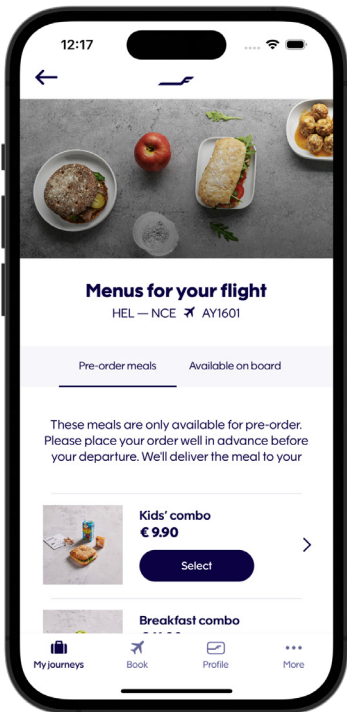 12:17
Menus for your flight
HEL — NCE AY1601
Pre-order meals Available on board
These meals are only available for pre-order.
Please place your order well in advance before
your departure. We'll deliver the meal to your
Kids' combo
€ 9.90
Select
Breakfast combo
My journeys Book Profile More